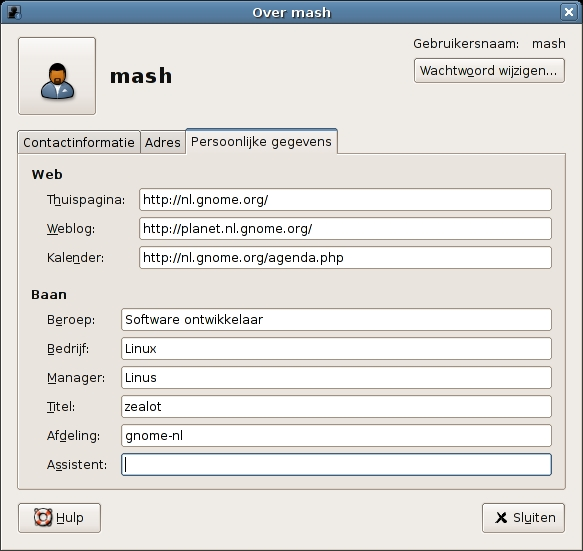 Over mash
Gebruikersnaam: mash
mash
Wachtwoord wijzigen...
Contactinformatie Adres Persoonlijke gegevens
Web
Thuispagina: http://nl.gnome.org/
Weblog: http://planet.nl.gnome.org/
Kalender: http://nl.gnome.org/agenda.php
Baan
Beroep: Software ontwikkelaar
Bedrijf: Linux
Manager: Linus
Titel: zealot
Afdeling: gnome-nl
Assistent:
Hulp Sluiten